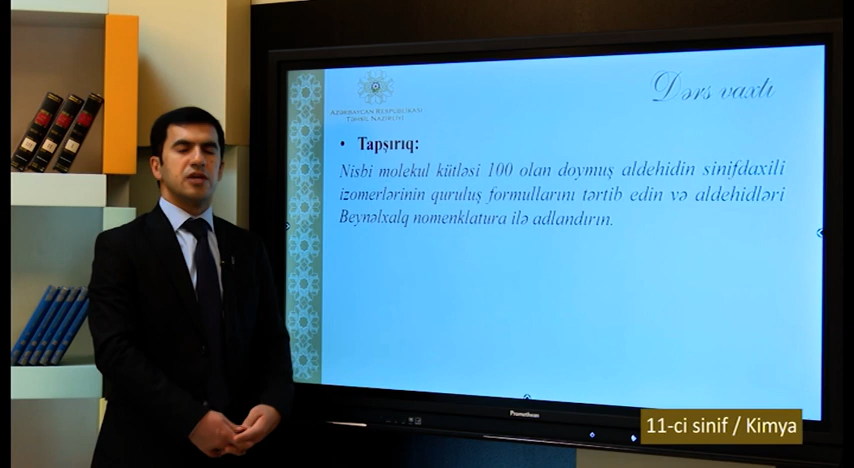 Dərs vaxtı
AZƏRBAYCAN RESPUBLİKASI
TƏHSİL NAZİRLİYİ
• Tapşırıq:
Nisbi molekul kütləsi 100 olan doymuş aldehidin sinifdaxili
izomerlərinin quruluş formullarını tərtib edin və aldehidləri
Beynəlxalq nomenklatura ilə adlandırın.
Promethean
11-ci sinif / Kimya